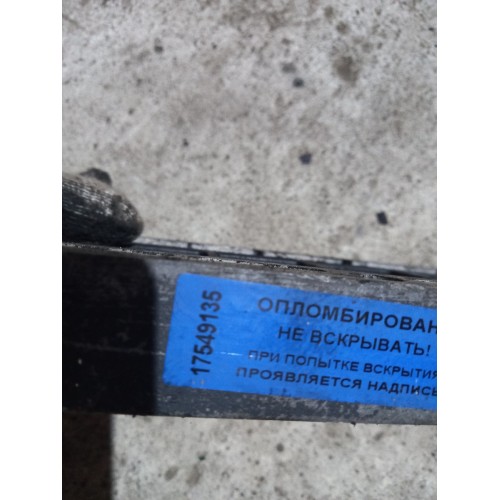 17549135
ОПЛОМБИРОВАН
НЕ ВСКРЫВАТЬ!
ПРИ ПОПЫТКЕ ВСКРЫТИЯ
ПРОЯВЛЯЕТСЯ НАДПИСЬ